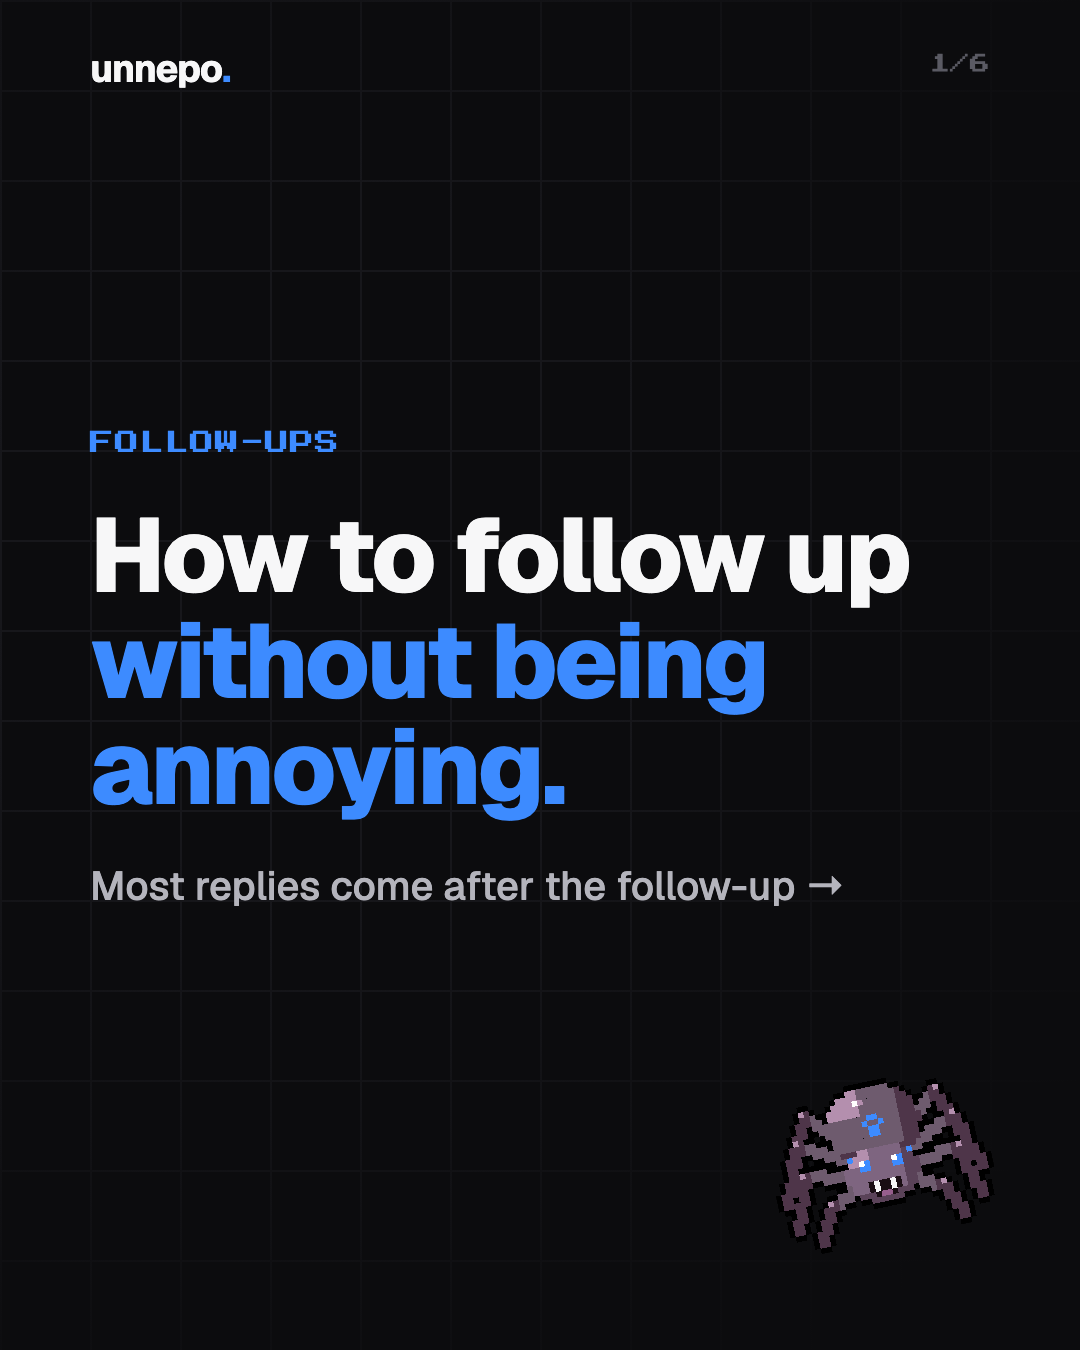 unnepo.
1/6
FOLLOW-UPS
How to follow up
without being
annoying.
Most replies come after the follow-up →